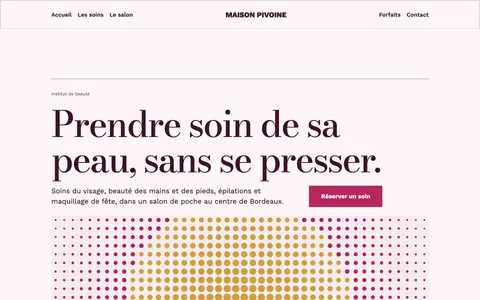 Accueil Les soins Le salon MAISON PIVOINE Forfaits Contact
Institut de beauté
Prendre soin de sa
peau, sans se presser.
Soins du visage, beauté des mains et des pieds, épilations et
maquillage de fête, dans un salon de poche au centre de Bordeaux.
Réserver un soin